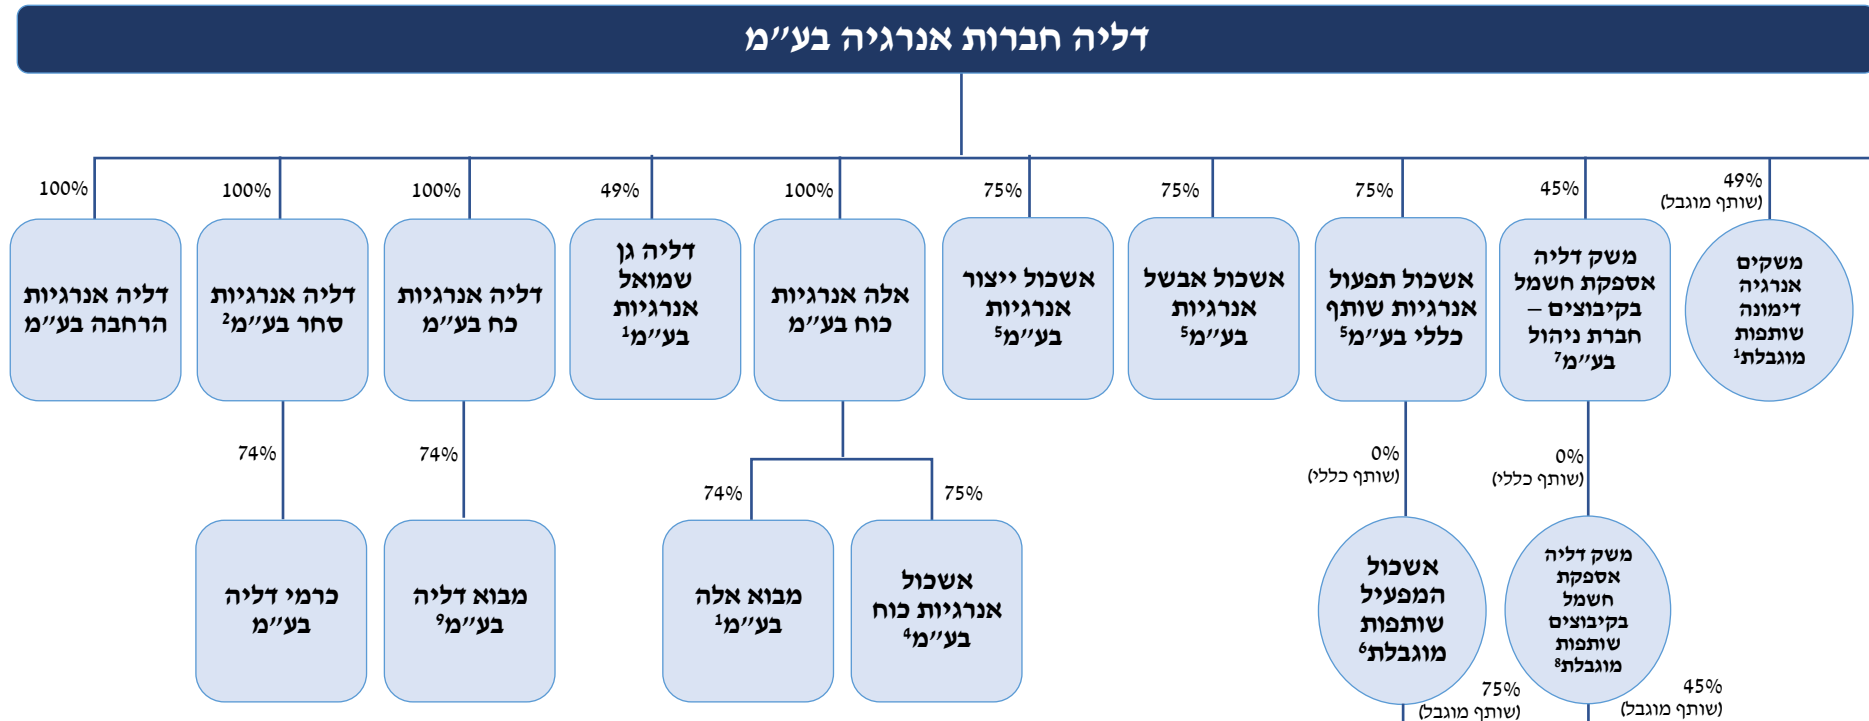 דליה חברות אנרגיה בע״מ
49%
(שותף מוגבל)
45%
75%
75%
75%
100%
49%
100%
100%
100%
משקים
אנרגיה
דימונה
שותפות
מוגבלת¹
משק דליה
אספקת חשמל
בקיבוצים –
חברת ניהול
בע״מ⁷
אשכול תפעול
אנרגיות שותף
כללי בע״מ⁵
אשכול אבשל
אנרגיות
בע״מ⁵
אשכול ייצור
אנרגיות
בע״מ⁵
אלה אנרגיות
כוח בע״מ
דליה גן
שמואל
אנרגיות
בע״מ¹
דליה אנרגיות
כח בע״מ
דליה אנרגיות
סחר בע״מ²
דליה אנרגיות
הרחבה בע״מ
0%
(שותף כללי)
0%
(שותף כללי)
75%
74%
74%
74%
משק דליה
אספקת
חשמל
בקיבוצים
שותפות
מוגבלת⁸
אשכול
המפעיל
שותפות
מוגבלת⁶
אשכול
אנרגיות כוח
בע״מ⁴
מבוא אלה
בע״מ¹
מבוא דליה
בע״מ⁹
כרמי דליה
בע״מ
45%
(שותף מוגבל)
75%
(שותף מוגבל)